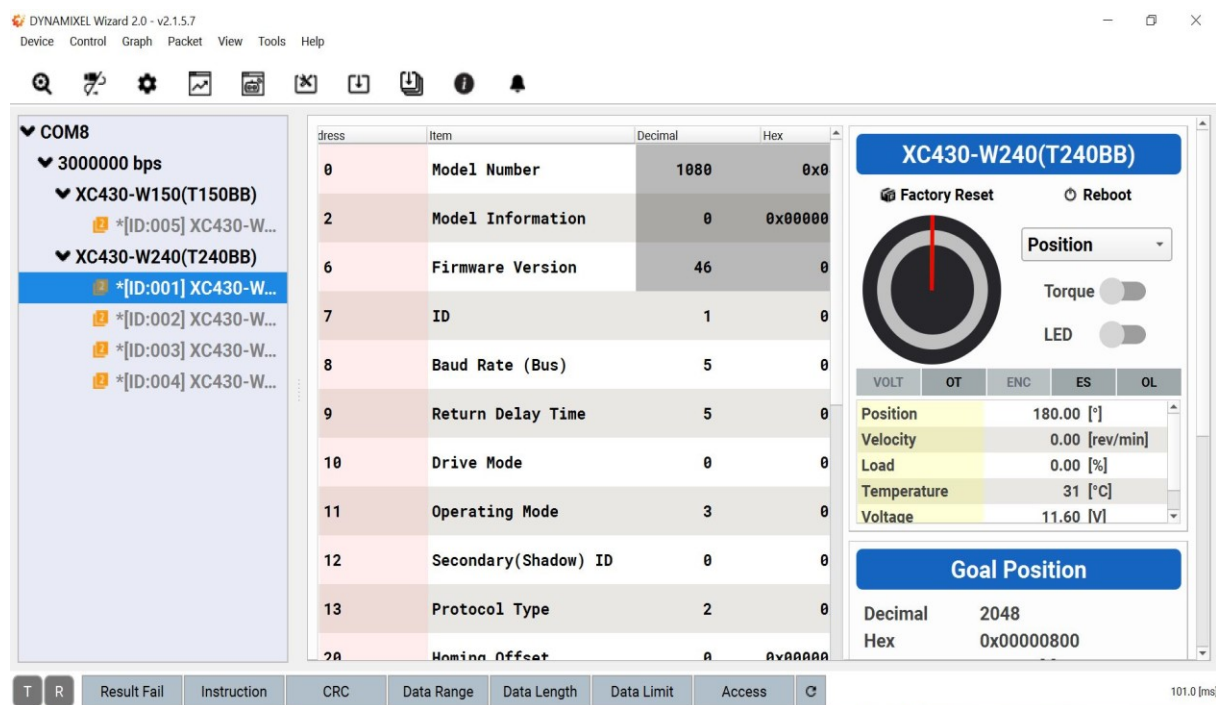 DYNAMIXEL Wizard 2.0 - v2.1.5.7
Device Control Graph Packet View Tools Help
COM8
3000000 bps
XC430-W150(T150BB)
2 *[ID:005] XC430-W...
XC430-W240(T240BB)
2 *[ID:001] XC430-W...
2 *[ID:002] XC430-W...
2 *[ID:003] XC430-W...
2 *[ID:004] XC430-W...
dress Item Decimal Hex
0 Model Number 1080 0x0
2 Model Information 0 0x00000
6 Firmware Version 46 0
7 ID 1 0
8 Baud Rate (Bus) 5 0
9 Return Delay Time 5 0
10 Drive Mode 0 0
11 Operating Mode 3 0
12 Secondary(Shadow) ID 0 0
13 Protocol Type 2 0
20 Homing Offset 0 0x00000
XC430-W240(T240BB)
Factory Reset Reboot
Position
Torque
LED
VOLT OT ENC ES OL
Position 180.00 [°]
Velocity 0.00 [rev/min]
Load 0.00 [%]
Temperature 31 [°C]
Voltage 11.60 [V]
Goal Position
Decimal 2048
Hex 0x00000800
T R Result Fail Instruction CRC Data Range Data Length Data Limit Access 101.0 [ms]